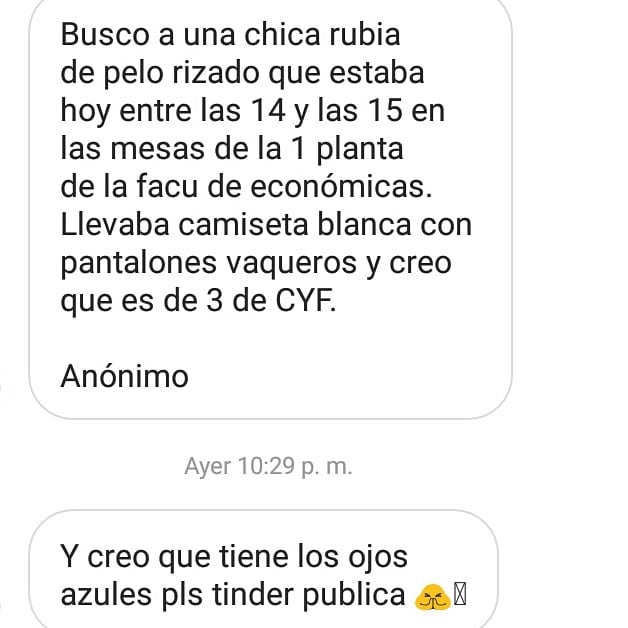 Busco a una chica rubia
de pelo rizado que estaba
hoy entre las 14 y las 15 en
las mesas de la 1 planta
de la facu de económicas.
Llevaba camiseta blanca con
pantalones vaqueros y creo
que es de 3 de CYF.
Anónimo
Ayer 10:29 p. m.
Y creo que tiene los ojos
azules pls tinder publica 🙏